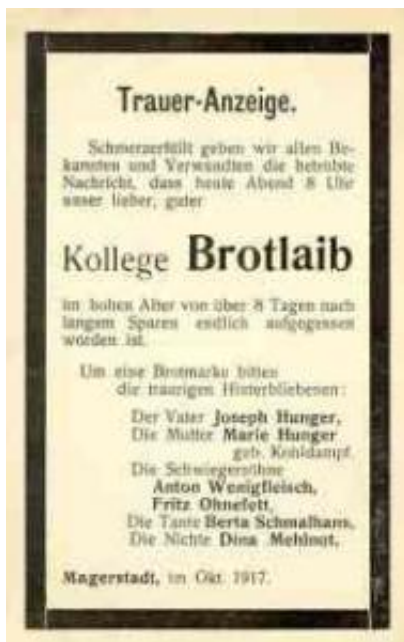 Trauer-Anzeige.
Schmerzerfüllt geben wir allen Be-
kannten und Verwandten die betrübte
Nachricht, dass heute Abend 8 Uhr
unser lieber, guter
Kollege Brotlaib
im hohen Alter von über 8 Tagen nach
langem Sparen endlich aufgegessen
worden ist.
Um eine Brotmarke bitten
die traurigen Hinterbliebenen:
Der Vater Joseph Hunger,
Die Mutter Marie Hunger
geb. Kohldampf,
Die Schwiegersöhne
Anton Wenigfleisch,
Fritz Ohnefett,
Die Tante Berta Schmalhans,
Die Nichte Dina Mehlnot,
Magerstadt, im Okt. 1917.